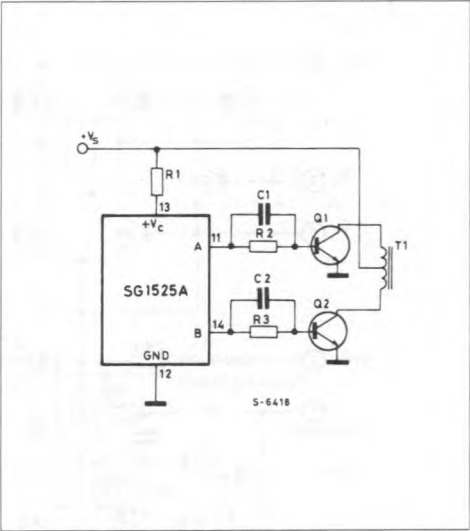 +Vs
R1
13
+Vc
C1
Q1
A
11
R2
T1
SG1525A
C2
Q2
B
14
R3
GND
12
S-6418